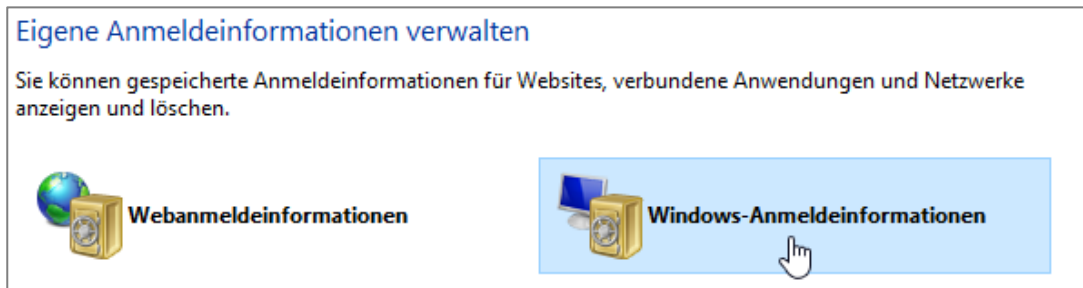 Eigene Anmeldeinformationen verwalten
Sie können gespeicherte Anmeldeinformationen für Websites, verbundene Anwendungen und Netzwerke
anzeigen und löschen.
Webanmeldeinformationen
Windows-Anmeldeinformationen